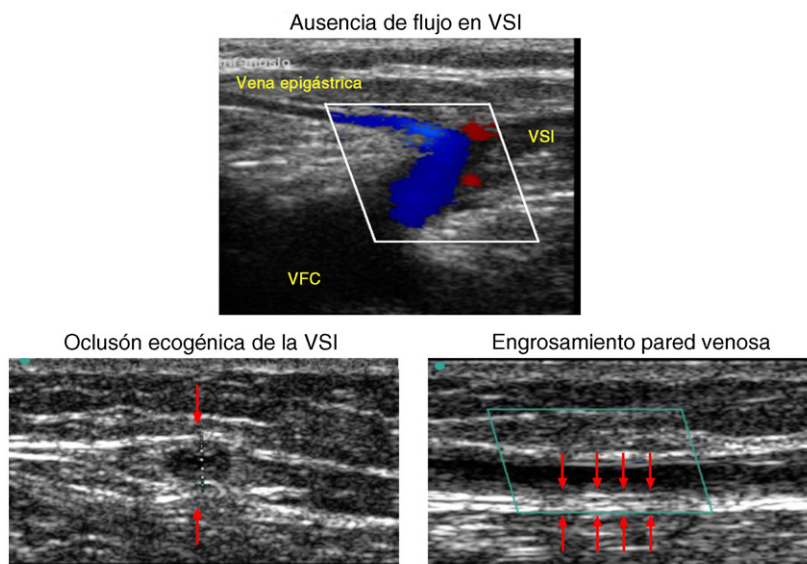 Ausencia de flujo en VSI
Vena epigástrica
VSI
VFC
Oclusón ecogénica de la VSI
Engrosamiento pared venosa